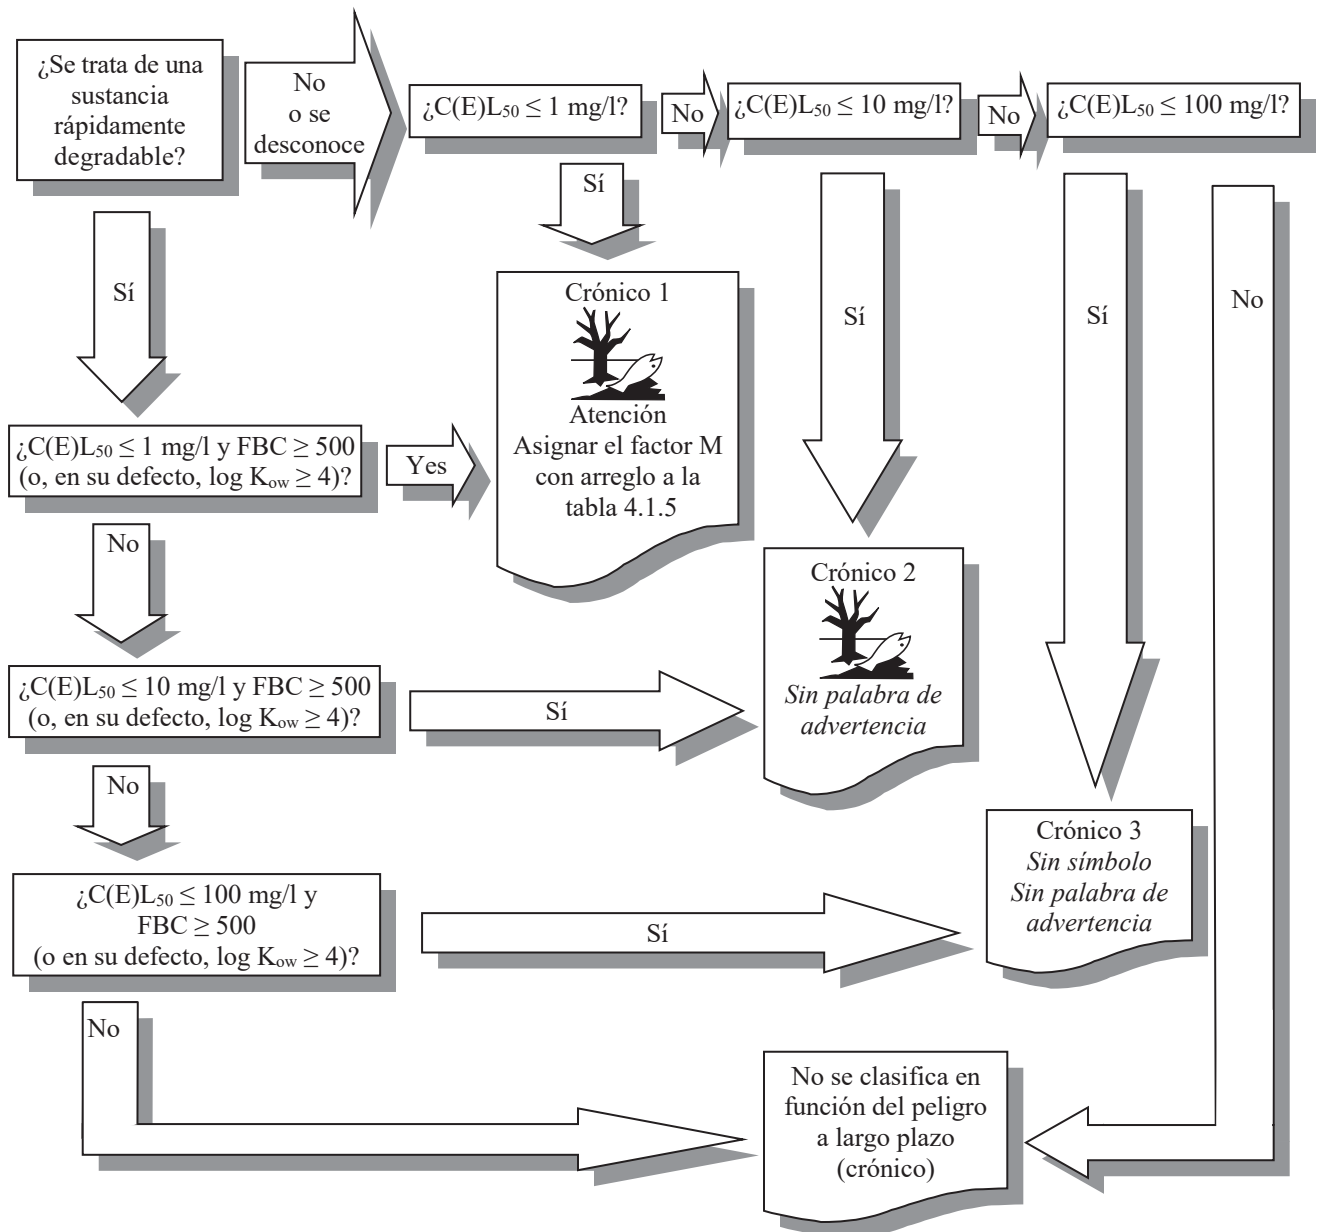 ¿Se trata de una
sustancia
rápidamente
degradable?
No
o se
desconoce
¿C(E)L₅₀ ≤ 1 mg/l?
No
¿C(E)L₅₀ ≤ 10 mg/l?
No
¿C(E)L₅₀ ≤ 100 mg/l?
Sí
Sí
Sí
Sí
No
Crónico 1
Atención
Asignar el factor M
con arreglo a la
tabla 4.1.5
¿C(E)L₅₀ ≤ 1 mg/l y FBC ≥ 500
(o, en su defecto, log Kow ≥ 4)?
Yes
No
Crónico 2
Sin palabra de
advertencia
¿C(E)L₅₀ ≤ 10 mg/l y FBC ≥ 500
(o, en su defecto, log Kow ≥ 4)?
Sí
No
Crónico 3
Sin símbolo
Sin palabra de
advertencia
¿C(E)L₅₀ ≤ 100 mg/l y
FBC ≥ 500
(o en su defecto, log Kow ≥ 4)?
Sí
No
No se clasifica en
función del peligro
a largo plazo
(crónico)